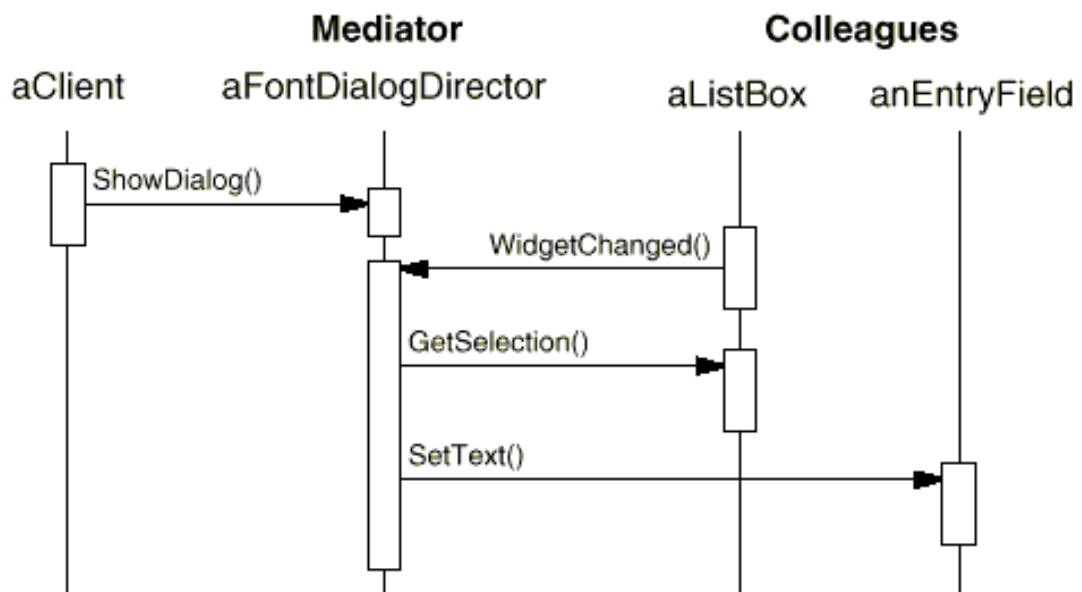 Mediator Colleagues
aClient aFontDialogDirector aListBox anEntryField
ShowDialog()
WidgetChanged()
GetSelection()
SetText()